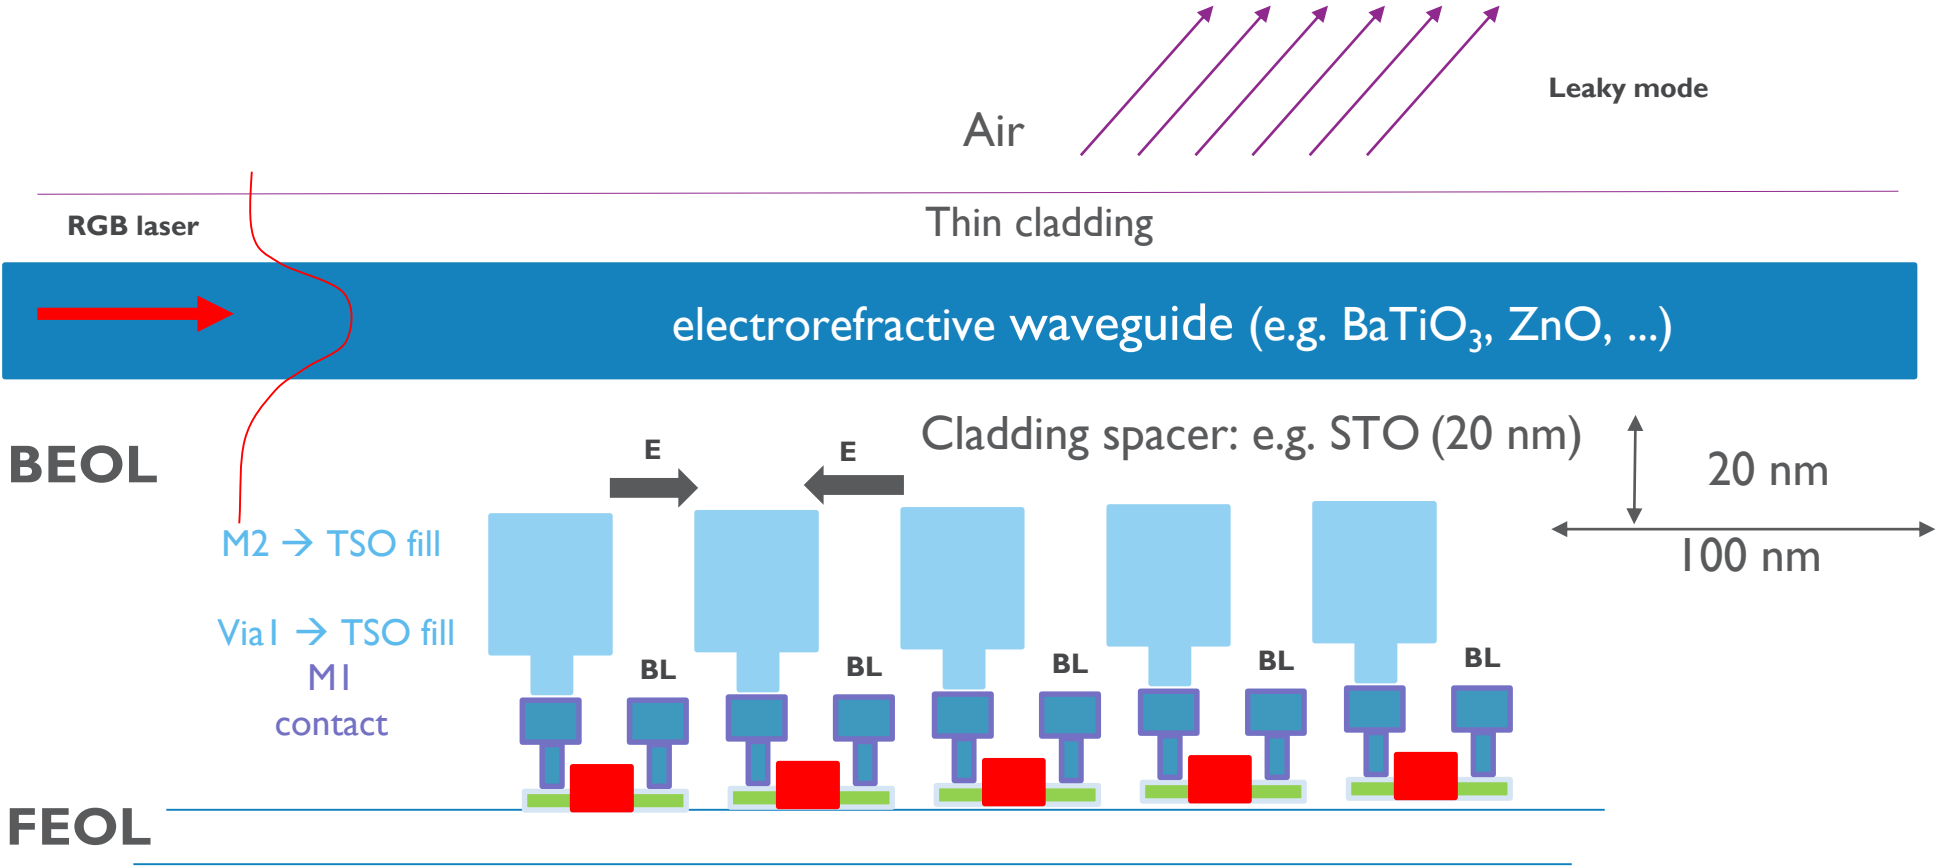 Leaky mode
Air
RGB laser
Thin cladding
electrorefractive waveguide (e.g. BaTiO₃, ZnO, ...)
Cladding spacer: e.g. STO (20 nm)
E
E
BEOL
20 nm
M2 → TSO fill
100 nm
Via1 → TSO fill
BL
BL
BL
BL
BL
M1
contact
FEOL